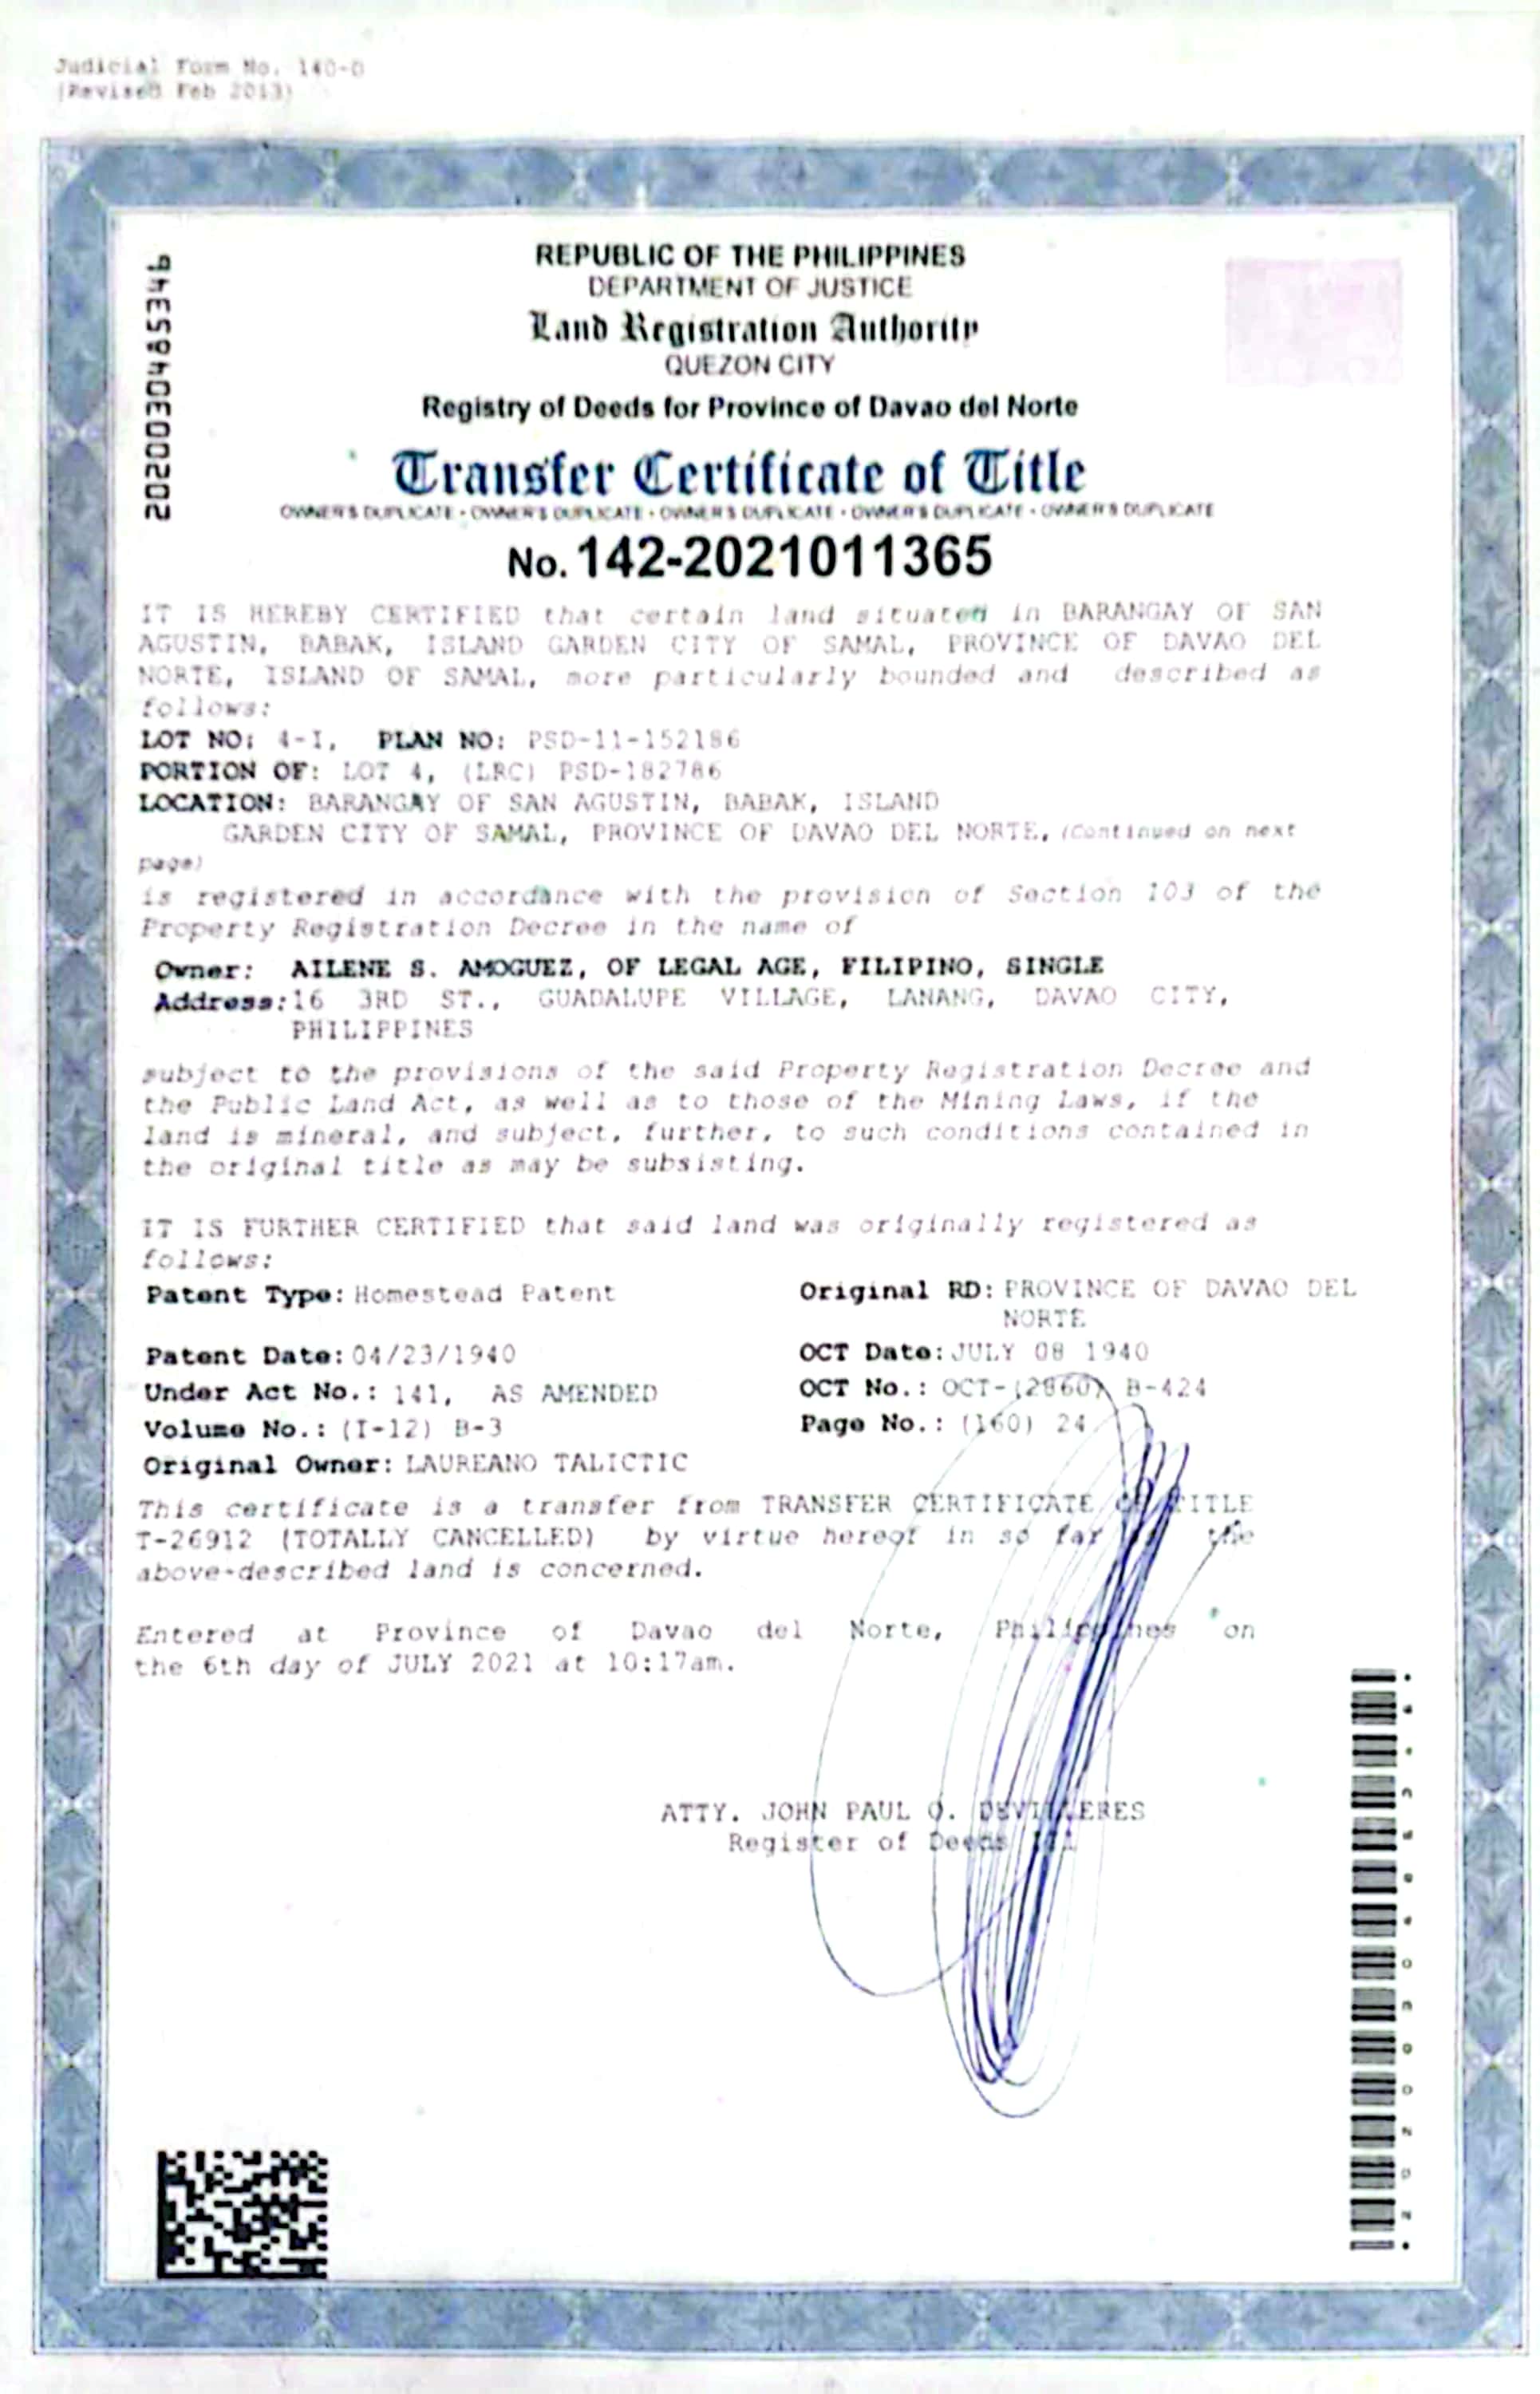 Judicial Form No. 140-D
(Revised Feb 2013)
2020030465346
REPUBLIC OF THE PHILIPPINES
DEPARTMENT OF JUSTICE
Land Registration Authority
QUEZON CITY
Registry of Deeds for Province of Davao del Norte
Transfer Certificate of Title
OWNER'S DUPLICATE • OWNER'S DUPLICATE • OWNER'S DUPLICATE • OWNER'S DUPLICATE • OWNER'S DUPLICATE
No. 142-2021011365
IT IS HEREBY CERTIFIED that certain land situated in BARANGAY OF SAN
AGUSTIN, BABAK, ISLAND GARDEN CITY OF SAMAL, PROVINCE OF DAVAO DEL
NORTE, ISLAND OF SAMAL, more particularly bounded and described as
follows:
LOT NO: 4-I, PLAN NO: PSD-11-152186
PORTION OF: LOT 4, (LRC) PSD-182786
LOCATION: BARANGAY OF SAN AGUSTIN, BABAK, ISLAND
GARDEN CITY OF SAMAL, PROVINCE OF DAVAO DEL NORTE, (Continued on next
page)
is registered in accordance with the provision of Section 103 of the
Property Registration Decree in the name of
Owner: AILENE S. AMOGUEZ, OF LEGAL AGE, FILIPINO, SINGLE
Address: 16 3RD ST., GUADALUPE VILLAGE, LANANG, DAVAO CITY,
PHILIPPINES
subject to the provisions of the said Property Registration Decree and
the Public Land Act, as well as to those of the Mining Laws, if the
land is mineral, and subject, further, to such conditions contained in
the original title as may be subsisting.
IT IS FURTHER CERTIFIED that said land was originally registered as
follows:
Patent Type: Homestead Patent
Original RD: PROVINCE OF DAVAO DEL
NORTE
Patent Date: 04/23/1940
OCT Date: JULY 08 1940
Under Act No.: 141, AS AMENDED
OCT No.: OCT-(2860) B-424
Volume No.: (I-12) B-3
Page No.: (160) 24
Original Owner: LAUREANO TALICTIC
This certificate is a transfer from TRANSFER CERTIFICATE OF TITLE
T-26912 (TOTALLY CANCELLED) by virtue hereof in so far as the
above-described land is concerned.
Entered at Province of Davao del Norte, Philippines on
the 6th day of JULY 2021 at 10:17am.
ATTY. JOHN PAUL O. DEVILLERES
Register of Deeds III